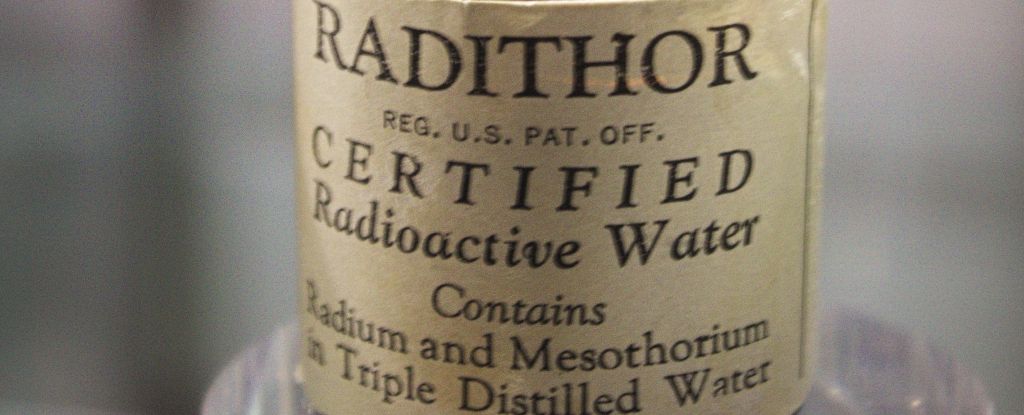 RADITHOR
REG. U.S. PAT. OFF.
CERTIFIED
Radioactive Water
Contains
Radium and Mesothorium
in Triple Distilled Water